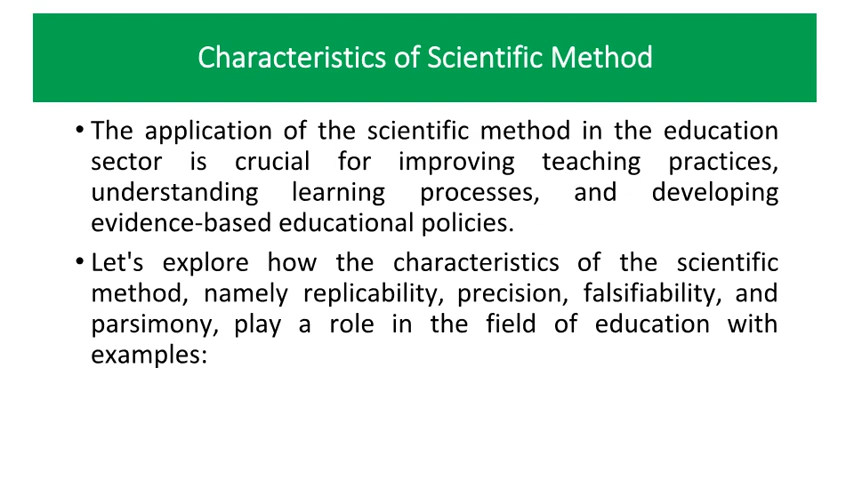 Characteristics of Scientific Method
• The application of the scientific method in the education
sector is crucial for improving teaching practices,
understanding learning processes, and developing
evidence-based educational policies.
• Let's explore how the characteristics of the scientific
method, namely replicability, precision, falsifiability, and
parsimony, play a role in the field of education with
examples: